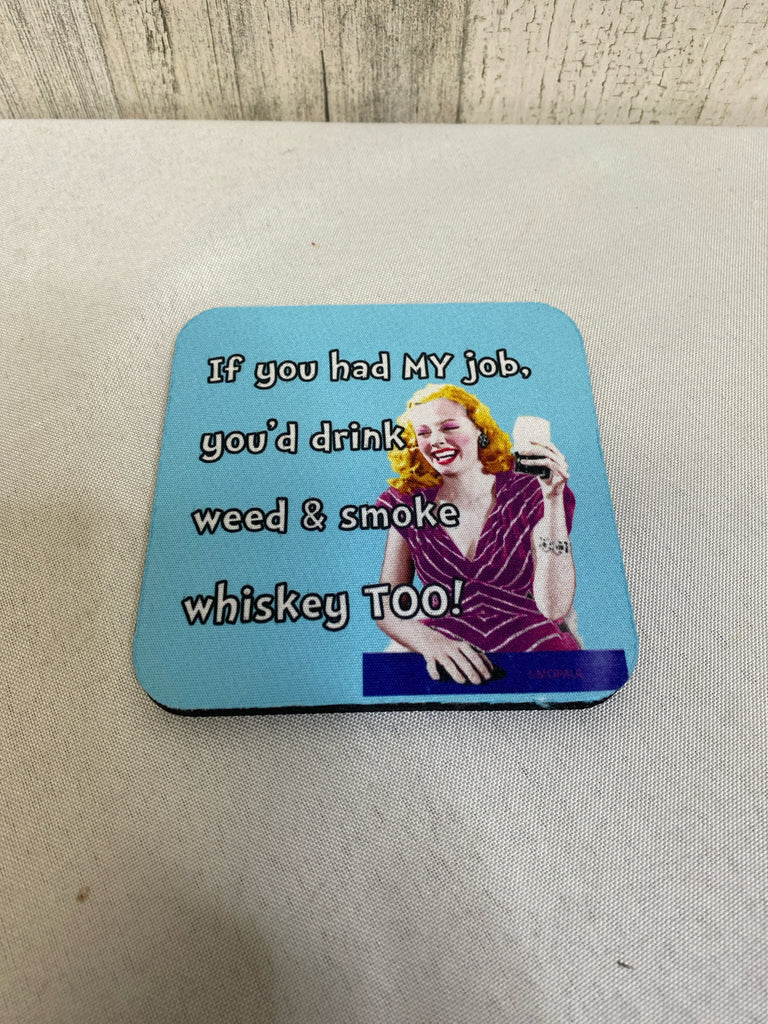 If you had MY job,
you'd drink
weed & smoke
whiskey TOO!